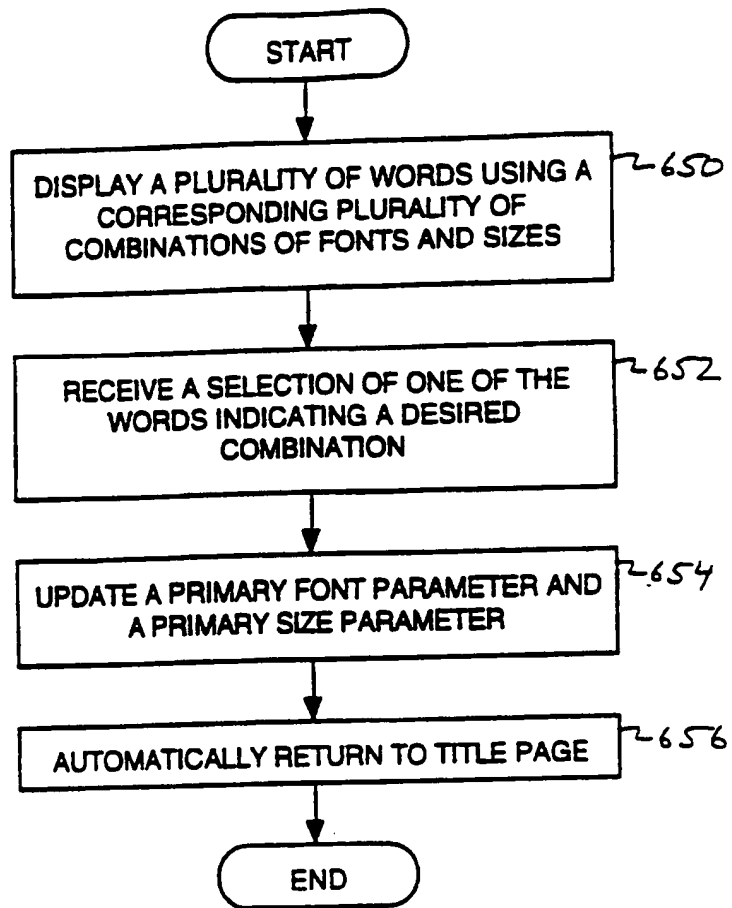 START
DISPLAY A PLURALITY OF WORDS USING A
CORRESPONDING PLURALITY OF
COMBINATIONS OF FONTS AND SIZES
650
RECEIVE A SELECTION OF ONE OF THE
WORDS INDICATING A DESIRED
COMBINATION
652
UPDATE A PRIMARY FONT PARAMETER AND
A PRIMARY SIZE PARAMETER
654
AUTOMATICALLY RETURN TO TITLE PAGE
656
END